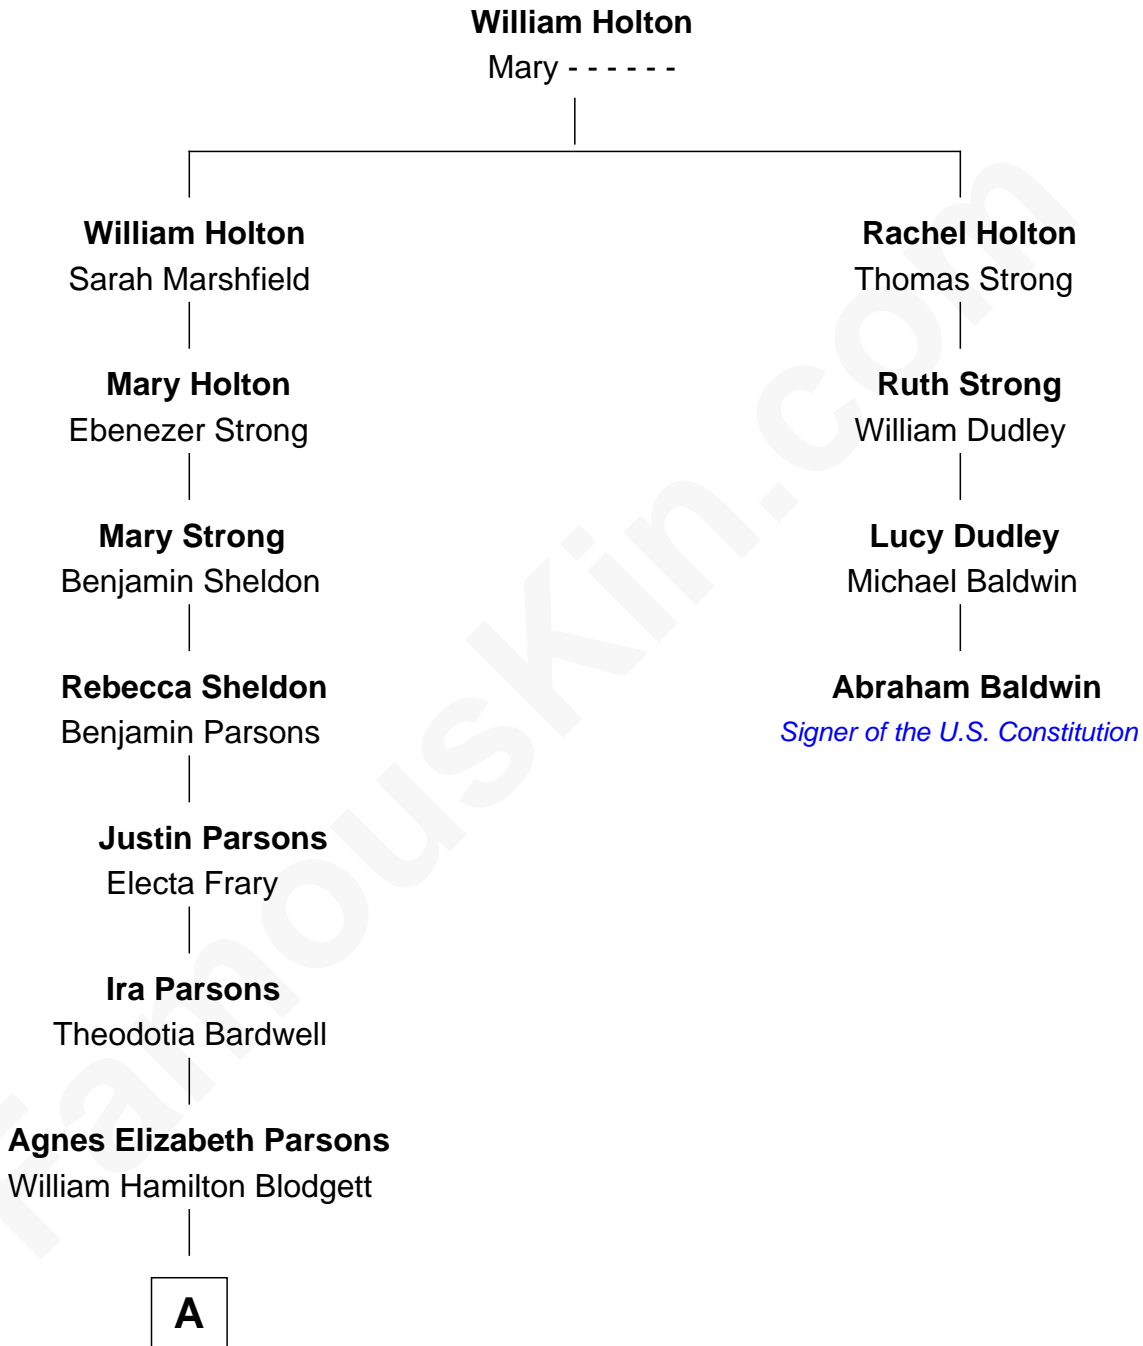 William Holton
Mary - - - - - -
William Holton
Sarah Marshfield
Rachel Holton
Thomas Strong
Mary Holton
Ebenezer Strong
Ruth Strong
William Dudley
Mary Strong
Benjamin Sheldon
Lucy Dudley
Michael Baldwin
Rebecca Sheldon
Benjamin Parsons
Abraham Baldwin
Signer of the U.S. Constitution
Justin Parsons
Electa Frary
Ira Parsons
Theodotia Bardwell
Agnes Elizabeth Parsons
William Hamilton Blodgett
A
FamousKin.com